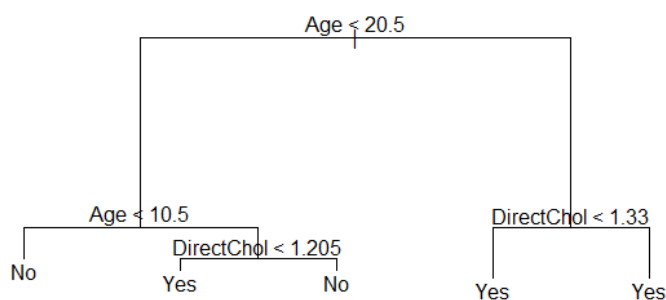 Age < 20.5
Age < 10.5
DirectChol < 1.33
DirectChol < 1.205
No
Yes
No
Yes
Yes